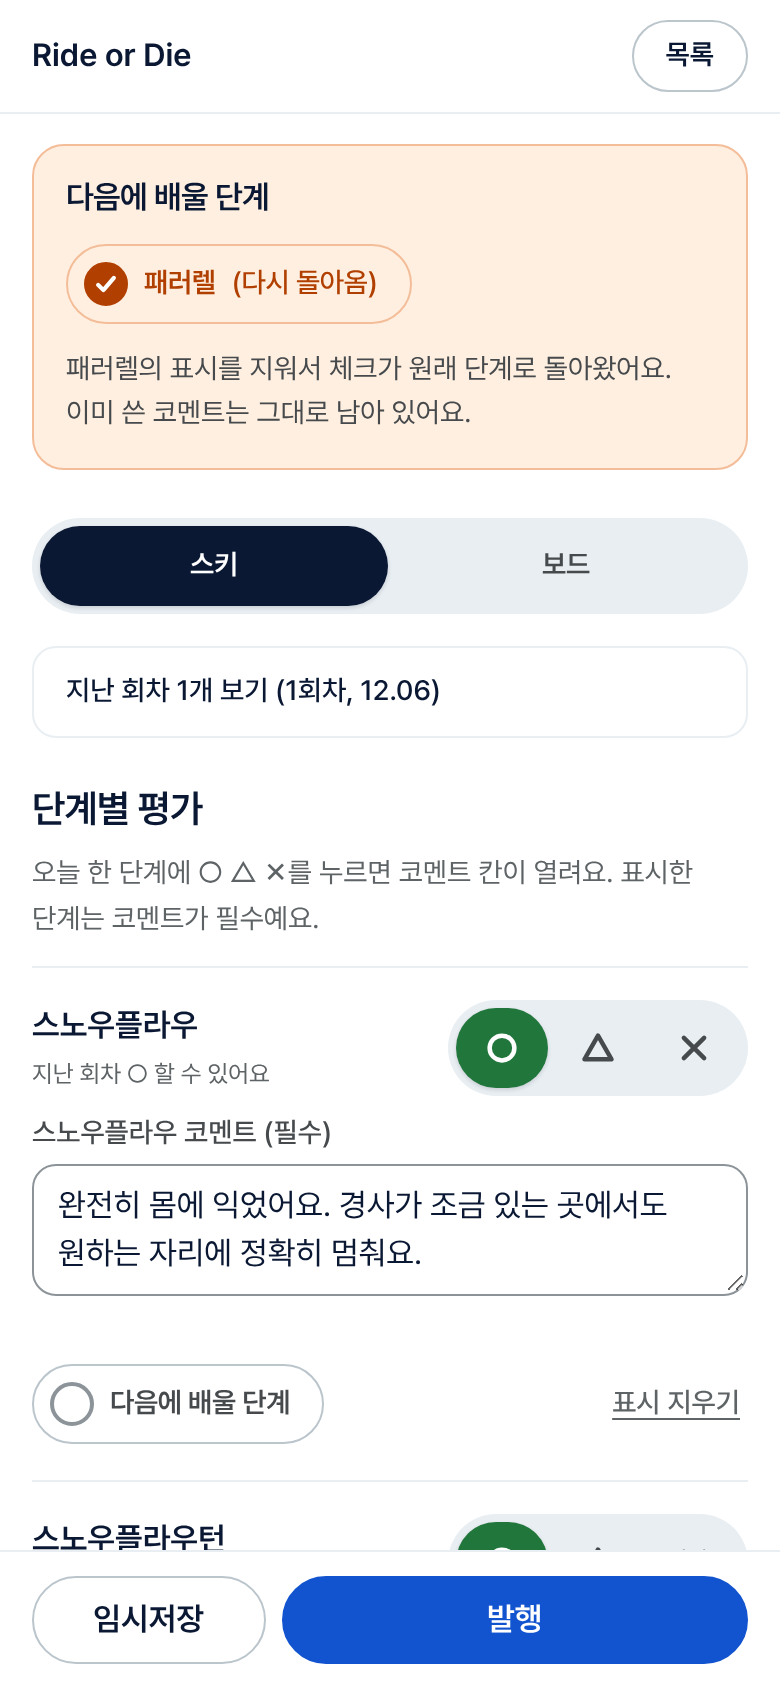 Ride or Die
목록
다음에 배울 단계
패러렐 (다시 돌아옴)
패러렐의 표시를 지워서 체크가 원래 단계로 돌아왔어요.
이미 쓴 코멘트는 그대로 남아 있어요.
스키
보드
지난 회차 1개 보기 (1회차, 12.06)
단계별 평가
오늘 한 단계에 ○ △ ✕를 누르면 코멘트 칸이 열려요. 표시한
단계는 코멘트가 필수예요.
스노우플라우
지난 회차 ○ 할 수 있어요
스노우플라우 코멘트 (필수)
완전히 몸에 익었어요. 경사가 조금 있는 곳에서도
원하는 자리에 정확히 멈춰요.
다음에 배울 단계
표시 지우기
스노우플라우턴
임시저장
발행